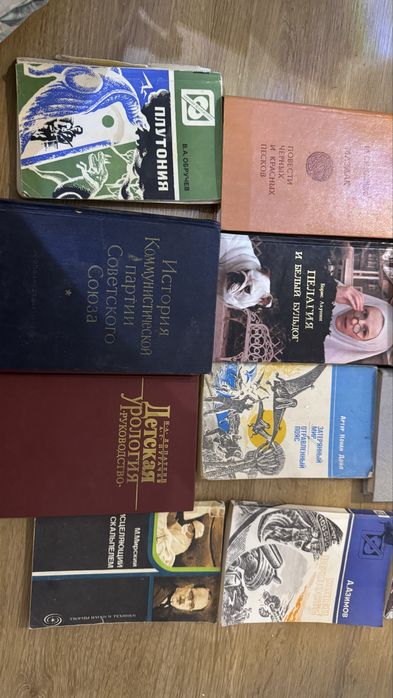 ПЛУТОНИЯ
В.А. ОБРУЧЕВ
ПОВЕСТИ
ЧЕРНЫХ
И КРАСНЫХ
ПЕСКОВ
История
Коммунистической
партии
Советского
Союза
Борис Акунин
ПЕЛАГИЯ
И БЕЛЫЙ БУЛЬДОГ
Детская
урология
РУКОВОДСТВО
Артур Конан Дойл
ЗАТЕРЯННЫЙ
МИР
ОТРАВЛЕННЫЙ
ПОЯС
М.Мирский
ИСЦЕЛЯЮЩИЙ
СКАЛЬПЕЛЕМ
А.АЗИМОВ